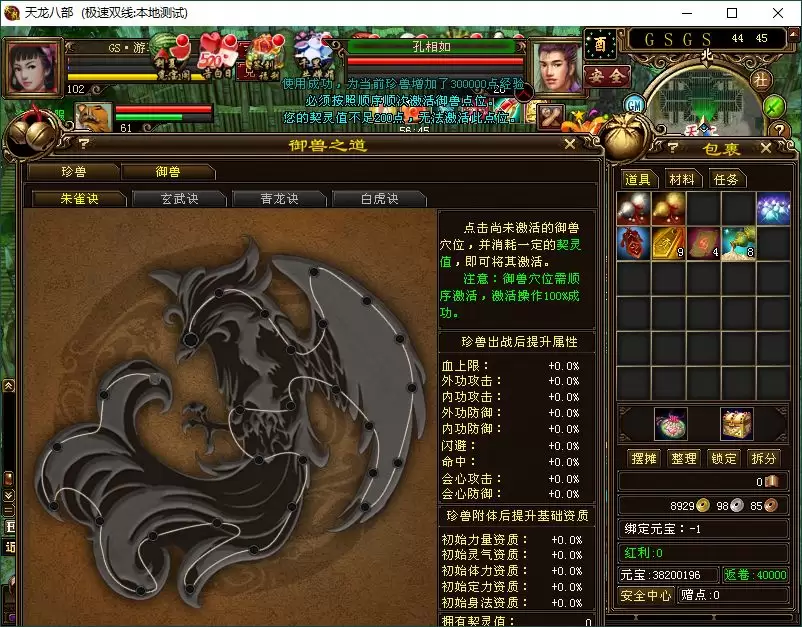 天龙八部 (极速双线:本地测试)
GS·游
孔相如
酉
GSGS 44 45
北
102
安全
社
使用成功，为当前珍兽增加了300000点经验
必须按照顺序顺次激活御兽点位。
您的契灵值不足200点，无法激活此点位。
61
56:45
GM
?
? 御兽之道
? 包裹
珍兽 御兽
道具 材料 任务
朱雀诀 玄武诀 青龙诀 白虎诀
点击尚未激活的御兽
穴位，并消耗一定的契灵
值，即可将其激活。
注意：御兽穴位需顺
序激活，激活操作100%成
功。
9 4 8
珍兽出战后提升属性
血上限： +0.0%
外功攻击： +0.0%
内功攻击： +0.0%
外功防御： +0.0%
内功防御： +0.0%
闪避： +0.0%
命中： +0.0%
会心攻击： +0.0%
会心防御： +0.0%
珍兽附体后提升基础资质
初始力量资质： +0.0%
初始灵气资质： +0.0%
初始体力资质： +0.0%
初始定力资质： +0.0%
初始身法资质： +0.0%
拥有契灵值： 0
摆摊 整理 锁定 拆分
0
8929 98 85
绑定元宝：-1
红利:0
元宝:38200196 返卷:40000
安全中心 赠点:0